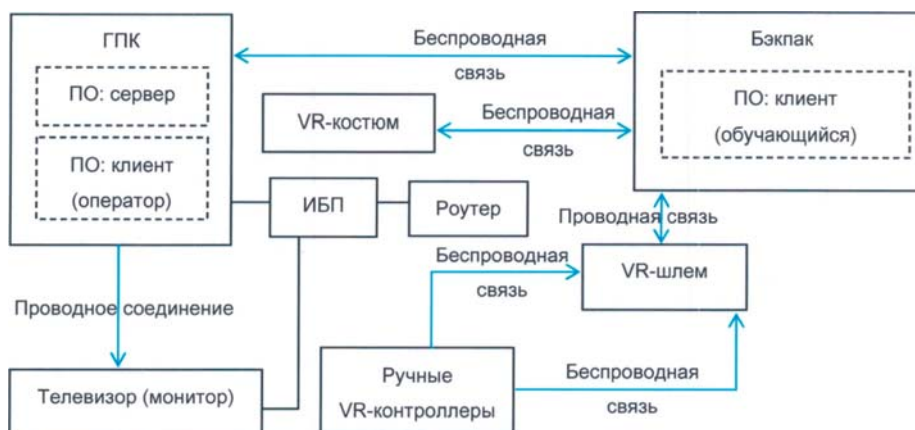 ГПК
ПО: сервер
ПО: клиент
(оператор)
Беспроводная
связь
Бэкпак
ПО: клиент
(обучающийся)
VR-костюм
Беспроводная
связь
ИБП
Роутер
Проводная связь
Беспроводная
связь
VR-шлем
Проводное соединение
Телевизор (монитор)
Ручные
VR-контроллеры
Беспроводная
связь